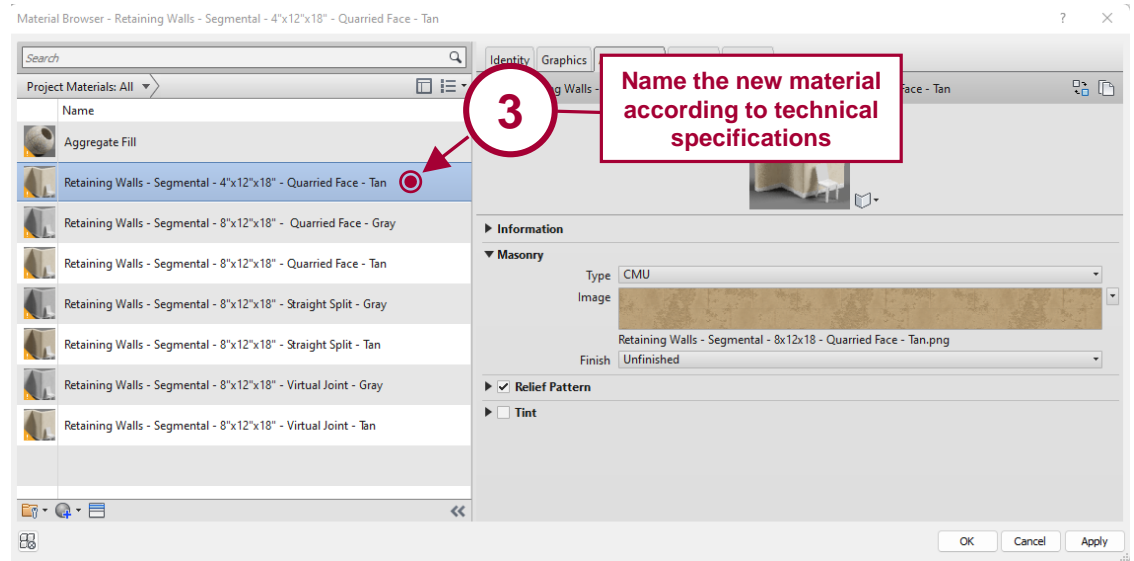 Material Browser - Retaining Walls - Segmental - 4"x12"x18" - Quarried Face - Tan
?
Search
Identity Graphics
Project Materials: All
Name
Aggregate Fill
Retaining Walls - Segmental - 4"x12"x18" - Quarried Face - Tan
Retaining Walls - Segmental - 8"x12"x18" - Quarried Face - Gray
Retaining Walls - Segmental - 8"x12"x18" - Quarried Face - Tan
Retaining Walls - Segmental - 8"x12"x18" - Straight Split - Gray
Retaining Walls - Segmental - 8"x12"x18" - Straight Split - Tan
Retaining Walls - Segmental - 8"x12"x18" - Virtual Joint - Gray
Retaining Walls - Segmental - 8"x12"x18" - Virtual Joint - Tan
3
Name the new material
according to technical
specifications
Walls - Face - Tan
Information
Masonry
Type CMU
Image
Retaining Walls - Segmental - 8x12x18 - Quarried Face - Tan.png
Finish Unfinished
Relief Pattern
Tint
OK Cancel Apply